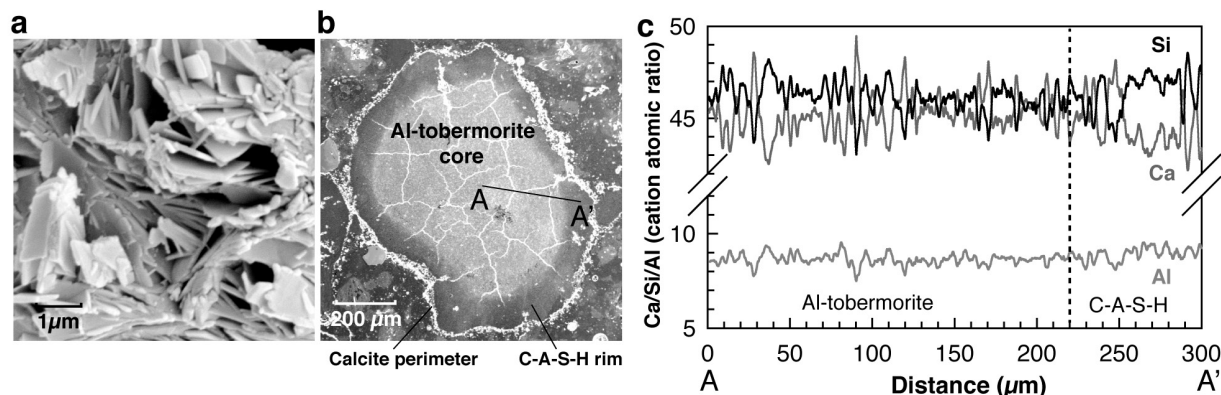 a
1µm
b
Al-tobermorite
core
A
A’
200 µm
Calcite perimeter
C-A-S-H rim
c
Ca/Si/Al (cation atomic ratio)
50
45
10
5
Si
Ca
Al
Al-tobermorite
C-A-S-H
0
50
100
150
200
250
300
A
Distance (µm)
A’